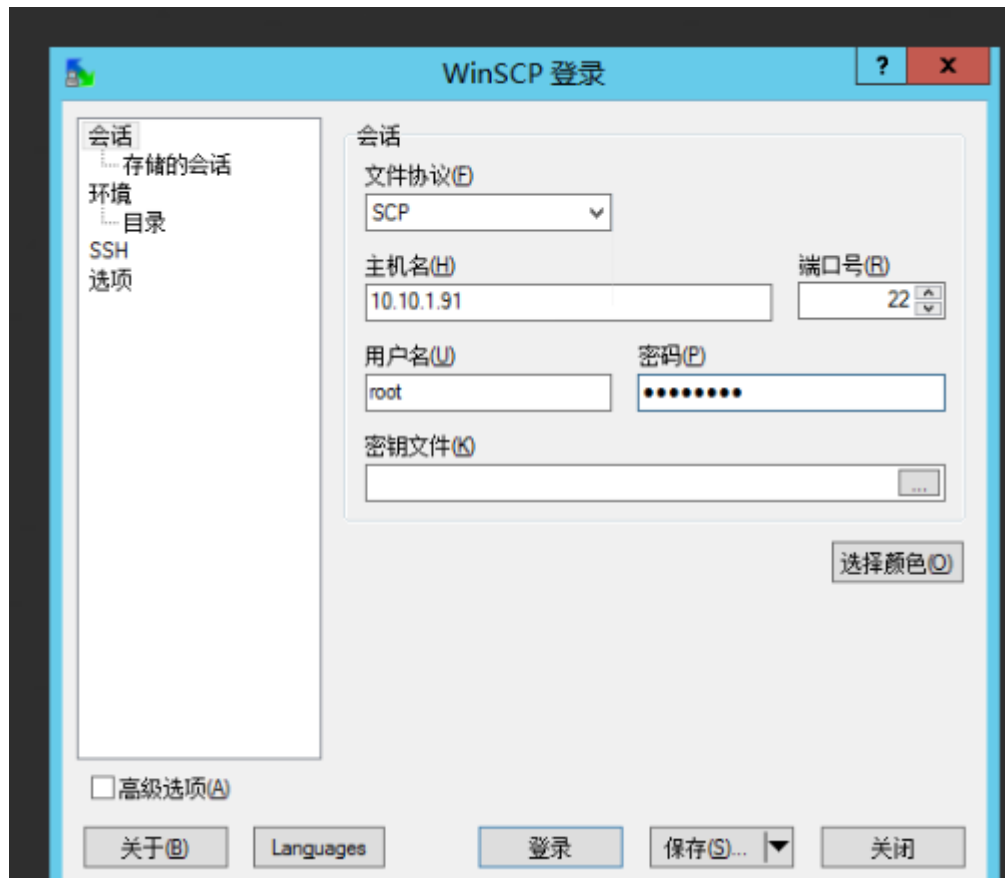 WinSCP 登录
?
x
会话
存储的会话
环境
目录
SSH
选项
会话
文件协议(F)
SCP
主机名(H)
端口号(R)
10.10.1.91
22
用户名(U)
密码(P)
root
••••••••
密钥文件(K)
...
选择颜色(O)
高级选项(A)
关于(B)
Languages
登录
保存(S)...
关闭